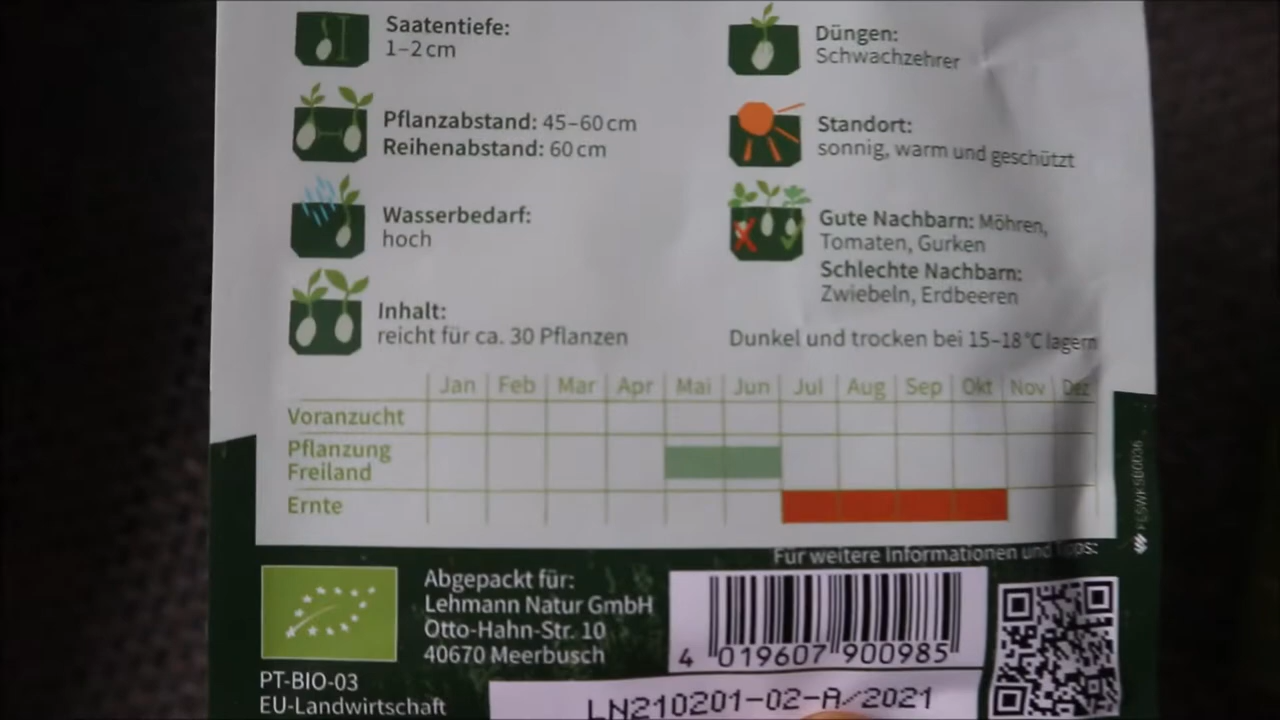 Saatentiefe:
1–2 cm
Pflanzabstand: 45–60 cm
Reihenabstand: 60 cm
Wasserbedarf:
hoch
Inhalt:
reicht für ca. 30 Pflanzen
Düngen:
Schwachzehrer
Standort:
sonnig, warm und geschützt
Gute Nachbarn: Möhren,
Tomaten, Gurken
Schlechte Nachbarn:
Zwiebeln, Erdbeeren
Dunkel und trocken bei 15–18 °C lagern
Jan Feb Mar Apr Mai Jun Jul Aug Sep Okt Nov Dez
Voranzucht
Pflanzung
Freiland
Ernte
Für weitere Informationen und Tipps:
Abgepackt für:
Lehmann Natur GmbH
Otto-Hahn-Str. 10
40670 Meerbusch
4 019607 900985
PT-BIO-03
EU-Landwirtschaft
LN210201-02-A/2021